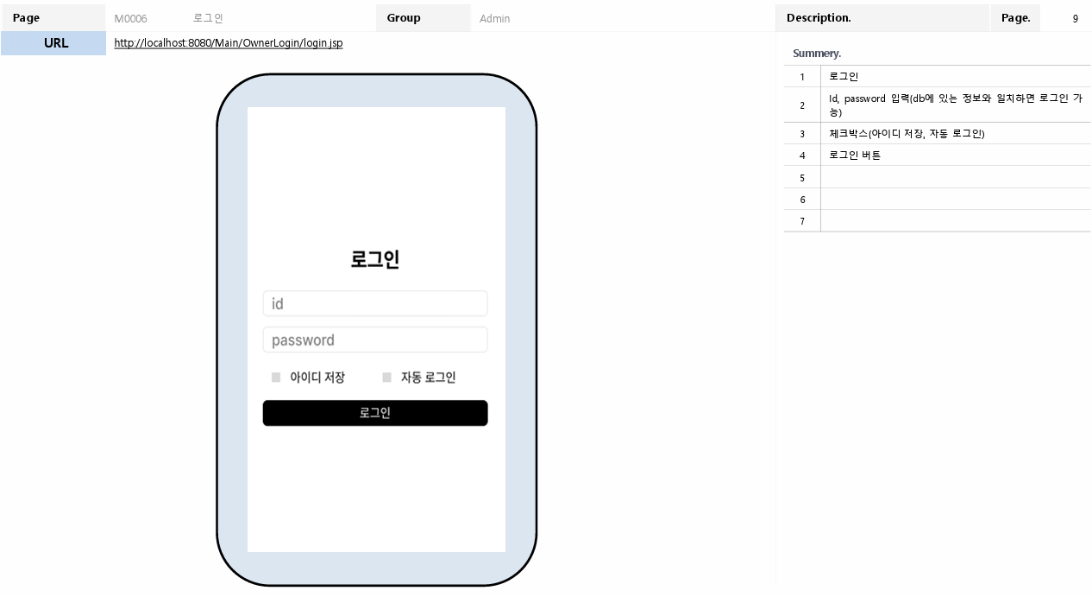 Page M0006 로그인 Group Admin Description. Page. 9
URL http://localhost:8080/Main/OwnerLogin/login.jsp
로그인
id
password
아이디 저장 자동 로그인
로그인
Summery.
1 로그인
2 Id, password 입력(db에 있는 정보와 일치하면 로그인 가
능)
3 체크박스(아이디 저장, 자동 로그인)
4 로그인 버튼
5
6
7